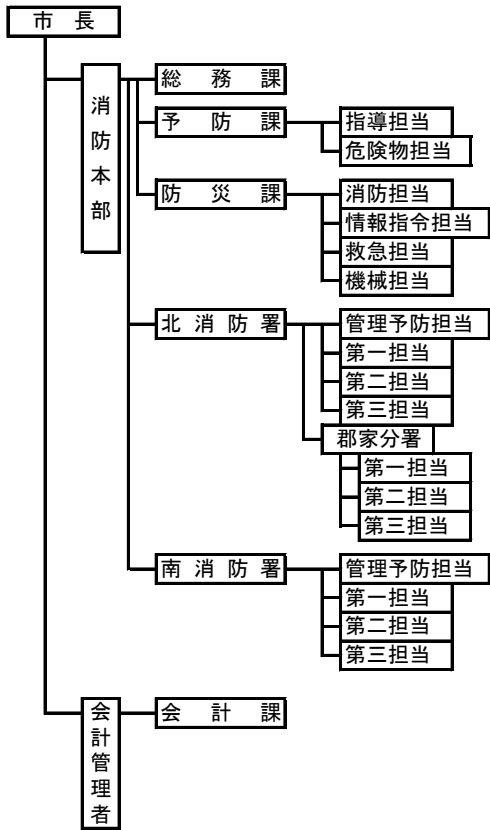 市長
消防本部
総務課
予防課
指導担当
危険物担当
防災課
消防担当
情報指令担当
救急担当
機械担当
北消防署
管理予防担当
第一担当
第二担当
第三担当
郡家分署
第一担当
第二担当
第三担当
南消防署
管理予防担当
第一担当
第二担当
第三担当
会計管理者
会計課